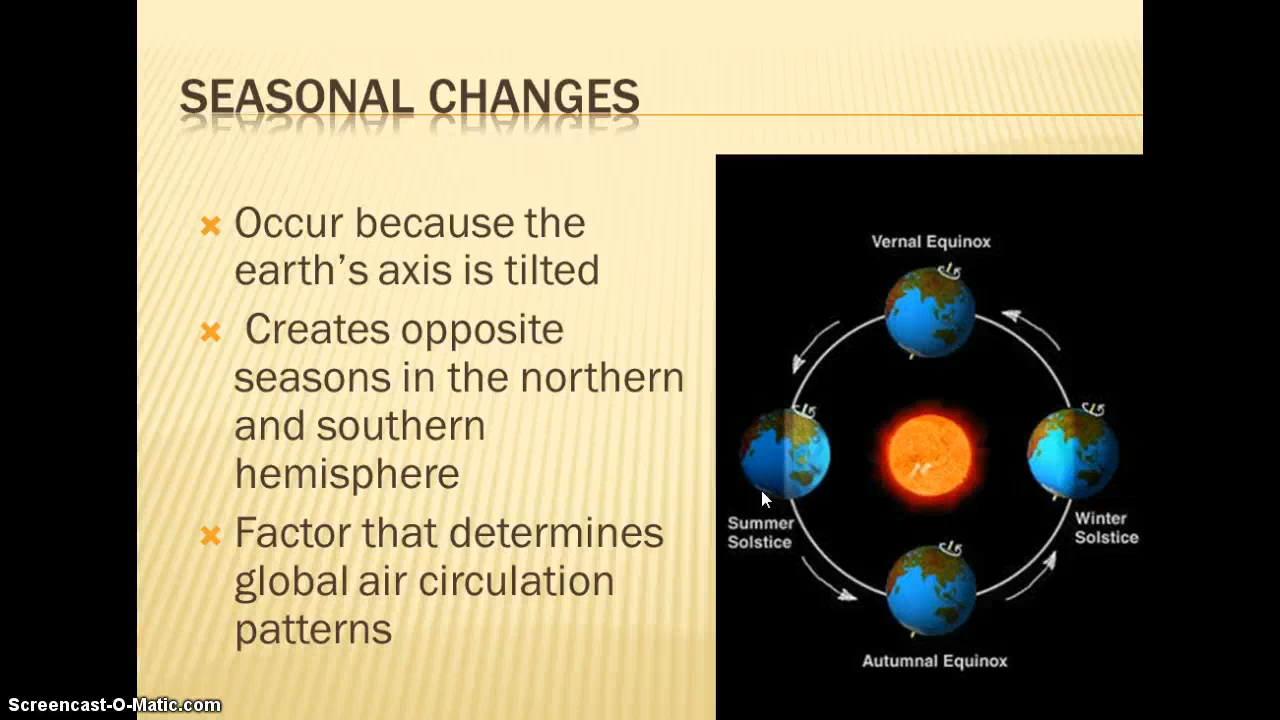 SEASONAL CHANGES
Occur because the
earth's axis is tilted
Creates opposite
seasons in the northern
and southern
hemisphere
Factor that determines
global air circulation
patterns
Vernal Equinox
Summer
Solstice
Winter
Solstice
Autumnal Equinox
Screencast-O-Matic.com